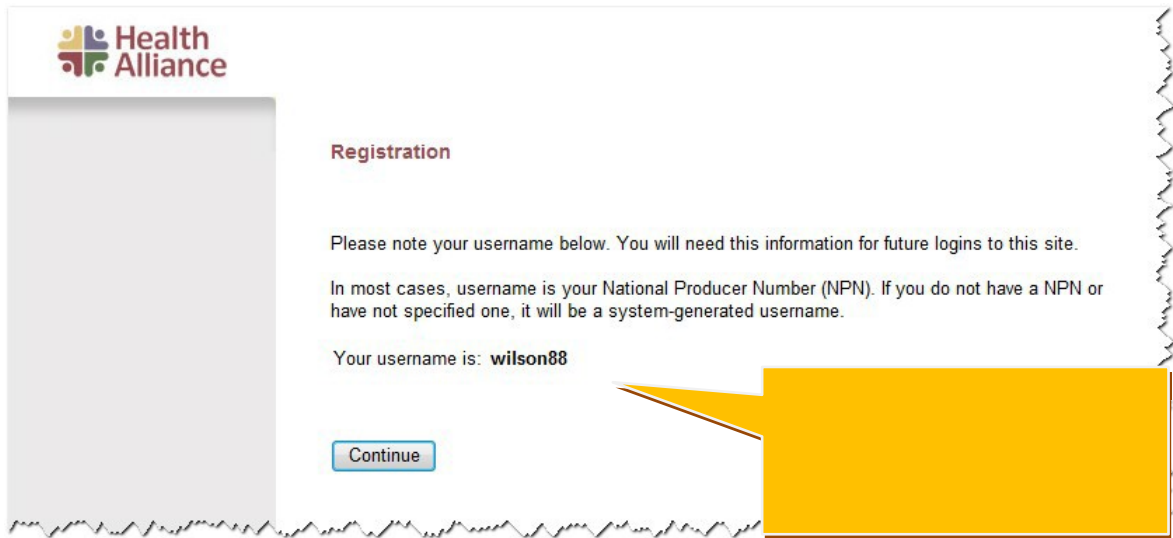 Health
Alliance
Registration
Please note your username below. You will need this information for future logins to this site.
In most cases, username is your National Producer Number (NPN). If you do not have a NPN or
have not specified one, it will be a system-generated username.
Your username is: wilson88
Continue